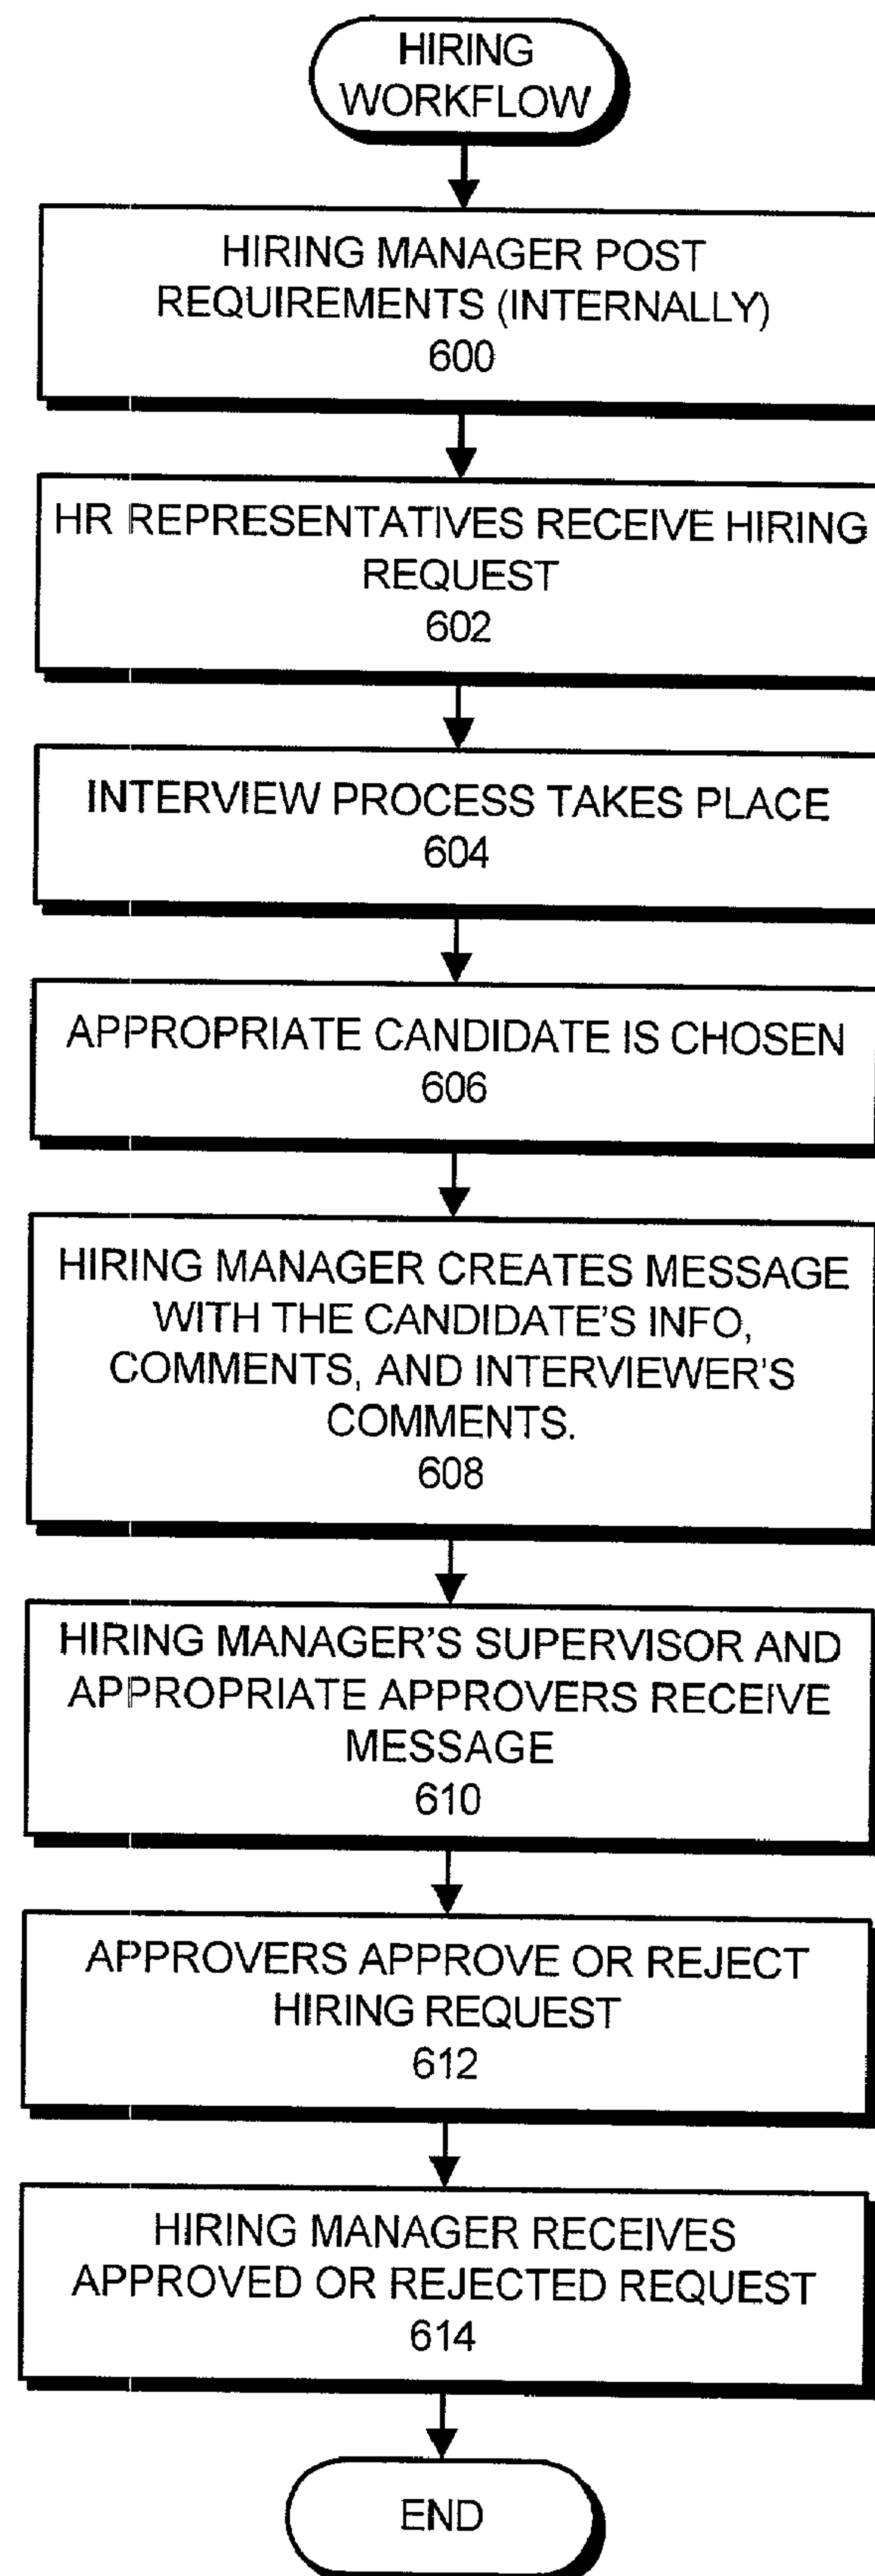 HIRING
WORKFLOW
HIRING MANAGER POST
REQUIREMENTS (INTERNALLY)
600
HR REPRESENTATIVES RECEIVE HIRING
REQUEST
602
INTERVIEW PROCESS TAKES PLACE
604
APPROPRIATE CANDIDATE IS CHOSEN
606
HIRING MANAGER CREATES MESSAGE
WITH THE CANDIDATE'S INFO,
COMMENTS, AND INTERVIEWER'S
COMMENTS.
608
HIRING MANAGER'S SUPERVISOR AND
APPROPRIATE APPROVERS RECEIVE
MESSAGE
610
APPROVERS APPROVE OR REJECT
HIRING REQUEST
612
HIRING MANAGER RECEIVES
APPROVED OR REJECTED REQUEST
614
END